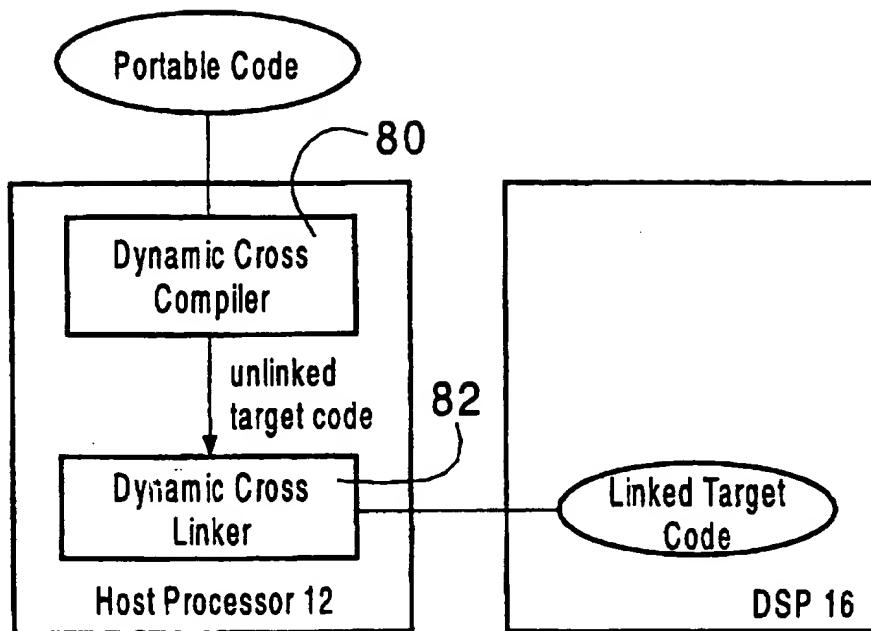 Portable Code
80
Dynamic Cross
Compiler
unlinked
target code
82
Dynamic Cross
Linker
Linked Target
Code
Host Processor 12
DSP 16